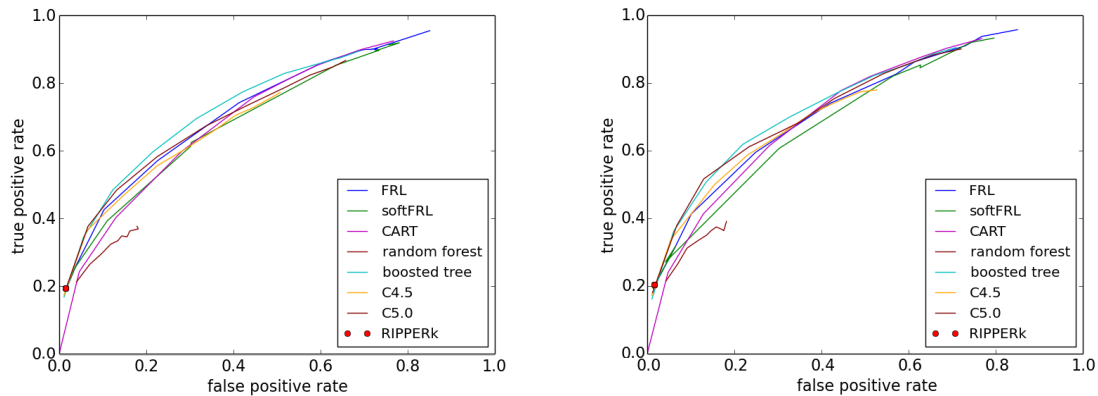 1.0
0.8
0.6
0.4
0.2
0.0
true positive rate
0.0 0.2 0.4 0.6 0.8 1.0
false positive rate
FRL
softFRL
CART
random forest
boosted tree
C4.5
C5.0
RIPPERk
1.0
0.8
0.6
0.4
0.2
0.0
true positive rate
0.0 0.2 0.4 0.6 0.8 1.0
false positive rate
FRL
softFRL
CART
random forest
boosted tree
C4.5
C5.0
RIPPERk